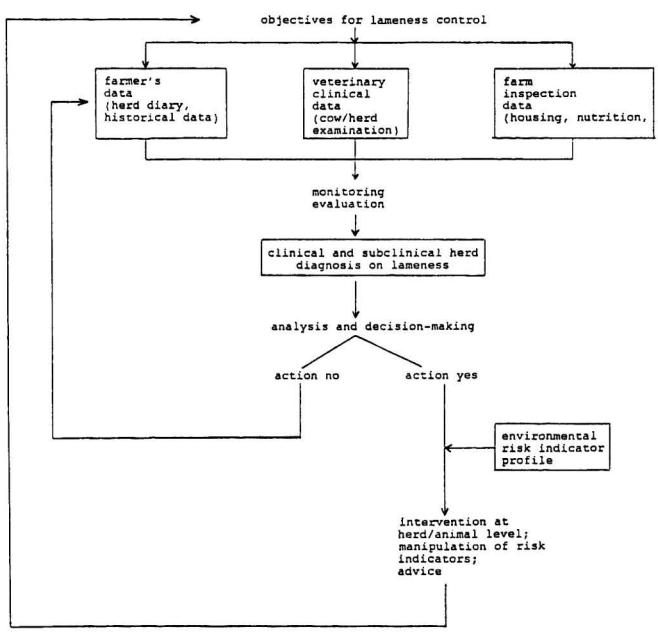 objectives for lameness control
farmer's
data
(herd diary,
historical data)
veterinary
clinical
data
(cow/herd
examination)
farm
inspection
data
(housing, nutrition,
monitoring
evaluation
clinical and subclinical herd
diagnosis on lameness
analysis and decision-making
action no
action yes
environmental
risk indicator
profile
intervention at
herd/animal level;
manipulation of risk
indicators;
advice